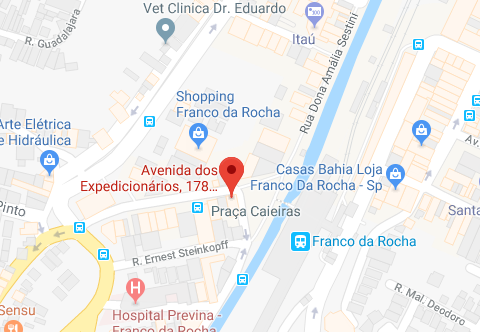 Vet Clinica Dr. Eduardo
R. Guadalajara
Itaú
Rua Dona Amália Sestini
Shopping
Franco da Rocha
Arte Elétrica
e Hidráulica
Av.
Avenida dos
Expedicionários, 178...
Casas Bahia Loja
Franco Da Rocha - Sp
Pinto
Praça Caieiras
Santa
Franco da Rocha
R. Ernest Steinkopff
H
Hospital Previna -
Franco da Rocha
R. Mal. Deodoro
Sensu